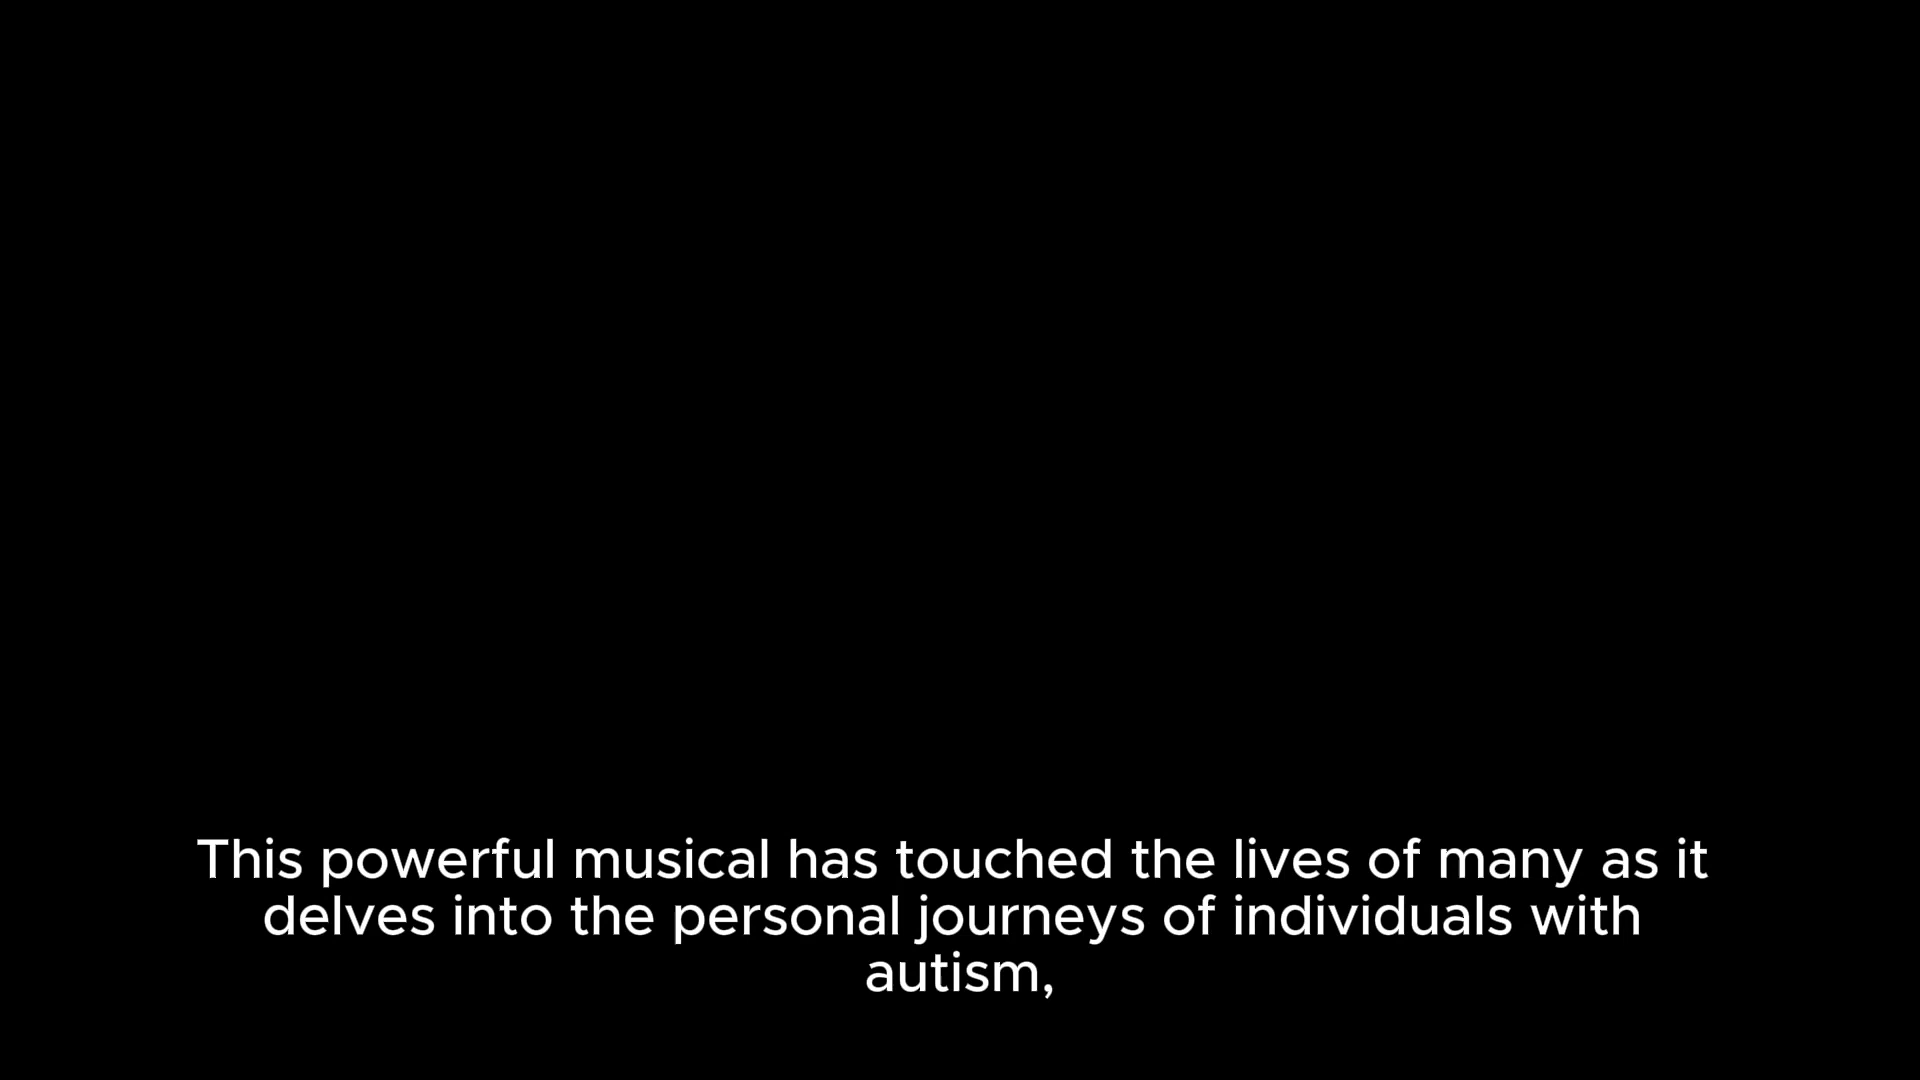 This powerful musical has touched the lives of many as it
delves into the personal journeys of individuals with
autism,